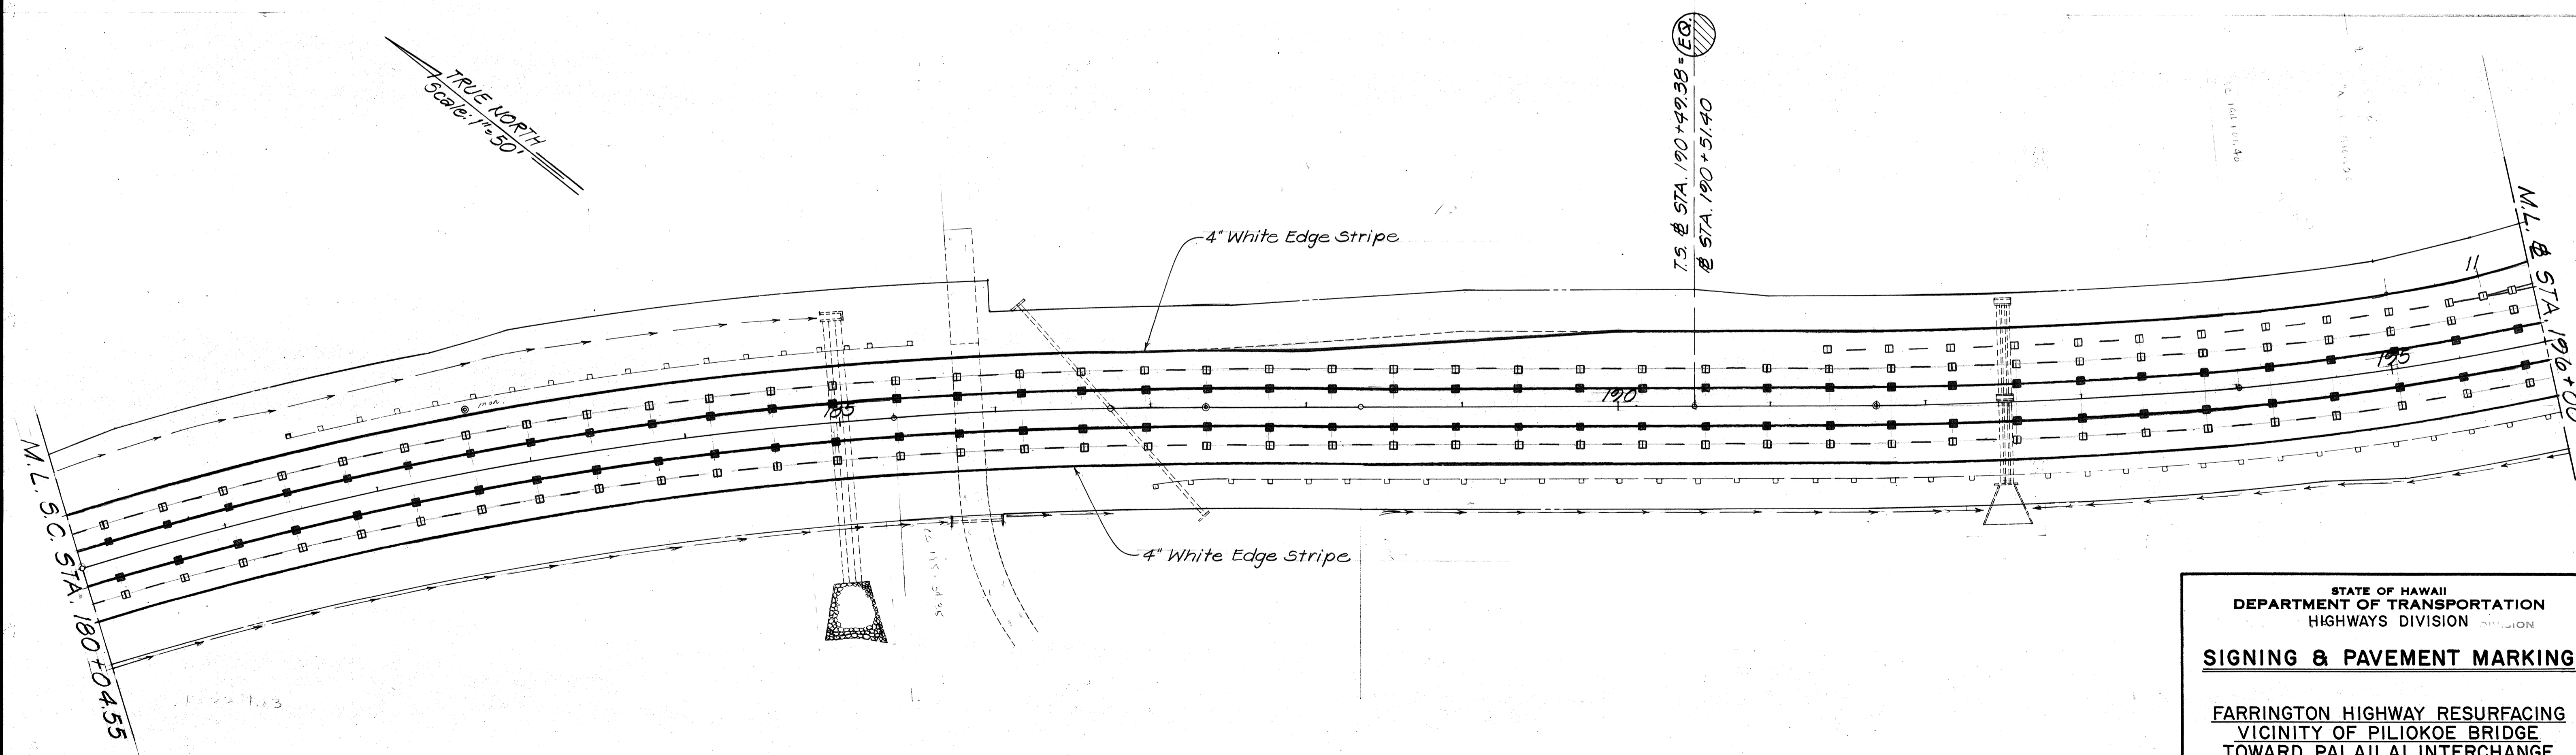 TRUE NORTH
Scale: 1"=50'
T.S. ⅊ STA. 190+49.38 = EQ.
⅊ STA. 190+51.40
4" White Edge Stripe
4" White Edge Stripe
mon.
185
190
195
11
M.L. S.C. STA. 180+04.55
M.L. ⅊ STA. 196+00
STATE OF HAWAII
DEPARTMENT OF TRANSPORTATION
HIGHWAYS DIVISION
SIGNING & PAVEMENT MARKING
FARRINGTON HIGHWAY RESURFACING
VICINITY OF PILIOKOE BRIDGE
TOWARD PALAILAI INTERCHANGE